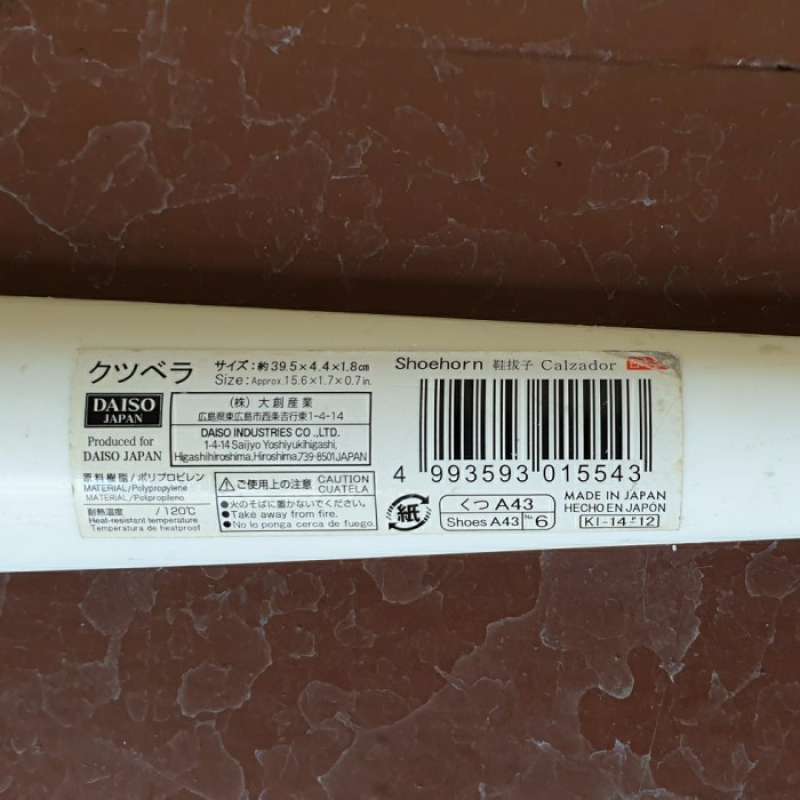 クツベラ
サイズ：約39.5×4.4×1.8cm
Size: Approx.15.6×1.7×0.7in.
DAISO
JAPAN
Produced for
DAISO JAPAN
(株) 大創産業
広島県東広島市西条吉行東1-4-14
DAISO INDUSTRIES CO.,LTD.
1-4-14 Saijyo Yoshiyukihigashi,
Higashihiroshima,Hiroshima,739-8501JAPAN
原料樹脂/ポリプロピレン
MATERIAL/Polypropylene
MATERIAL/Polipropileno
耐熱温度 /120℃
Heat-resistant temperature
Temperatura de heatproof
ご使用上の注意 CAUTION
CUATELA
●火のそばに置かないでください。
●Take away from fire.
●No lo ponga cerca de fuego.
Shoehorn 鞋拔子 Calzador
4 993593 015543
紙
くつ A43
Shoes A43 No 6
MADE IN JAPAN
HECHO EN JAPÓN
KI-14 12